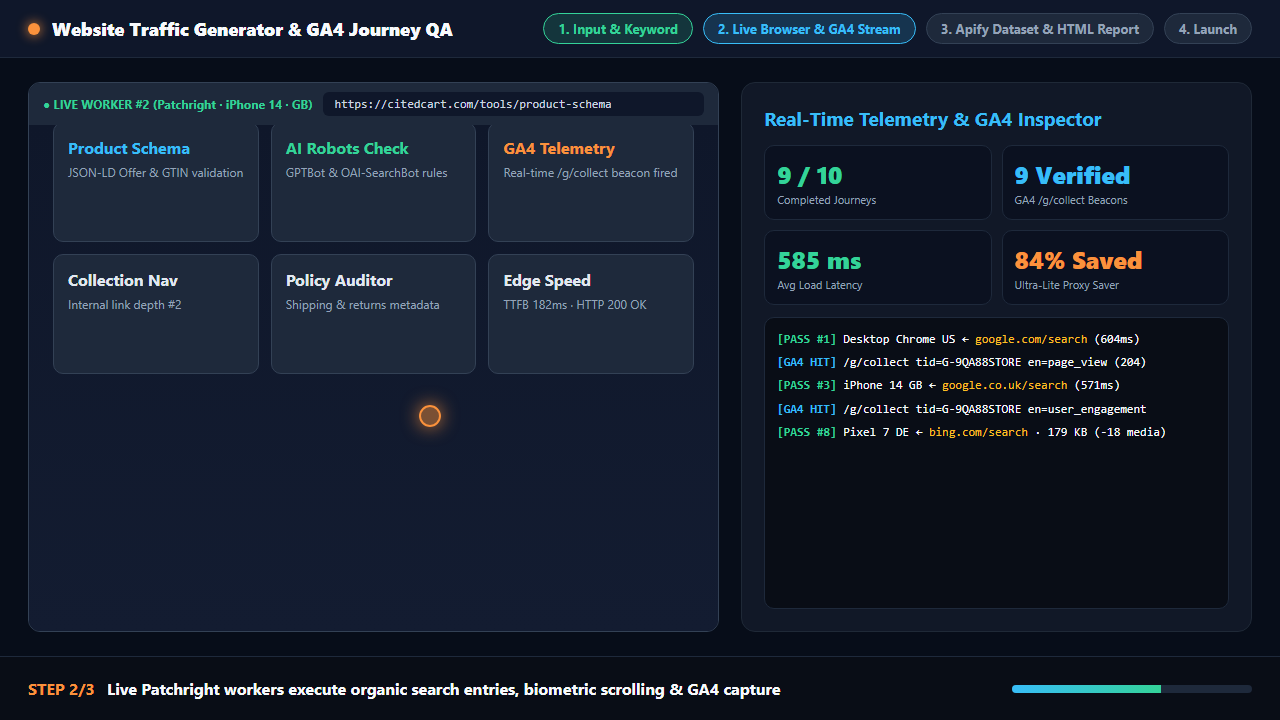 Website Traffic Generator & GA4 Journey QA
1. Input & Keyword
2. Live Browser & GA4 Stream
3. Apify Dataset & HTML Report
4. Launch
● LIVE WORKER #2 (Patchright · iPhone 14 · GB)
https://citedcart.com/tools/product-schema
Product Schema
JSON-LD Offer & GTIN validation
AI Robots Check
GPTBot & OAI-SearchBot rules
GA4 Telemetry
Real-time /g/collect beacon fired
Collection Nav
Internal link depth #2
Policy Auditor
Shipping & returns metadata
Edge Speed
TTFB 182ms · HTTP 200 OK
Real-Time Telemetry & GA4 Inspector
9 / 10
Completed Journeys
9 Verified
GA4 /g/collect Beacons
585 ms
Avg Load Latency
84% Saved
Ultra-Lite Proxy Saver
[PASS #1] Desktop Chrome US ← google.com/search (604ms)
[GA4 HIT] /g/collect tid=G-9QA88STORE en=page_view (204)
[PASS #3] iPhone 14 GB ← google.co.uk/search (571ms)
[GA4 HIT] /g/collect tid=G-9QA88STORE en=user_engagement
[PASS #8] Pixel 7 DE ← bing.com/search · 179 KB (-18 media)
STEP 2/3 Live Patchright workers execute organic search entries, biometric scrolling & GA4 capture